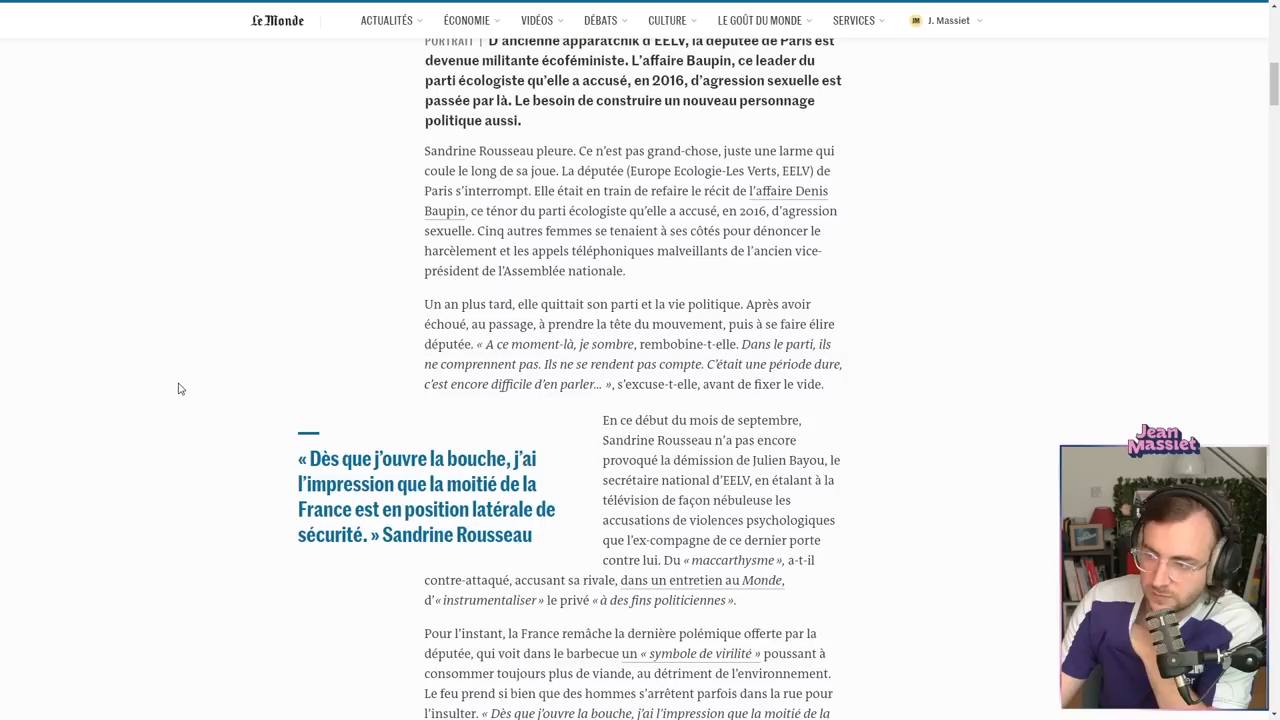 Le Monde
ACTUALITÉS
ÉCONOMIE
VIDÉOS
DÉBATS
CULTURE
LE GOÛT DU MONDE
SERVICES
JM
J. Massiet
PORTRAIT | D'ancienne apparatchik d'EELV, la députée de Paris est
devenue militante écoféministe. L'affaire Baupin, ce leader du
parti écologiste qu'elle a accusé, en 2016, d'agression sexuelle est
passée par là. Le besoin de construire un nouveau personnage
politique aussi.
Sandrine Rousseau pleure. Ce n'est pas grand-chose, juste une larme qui
coule le long de sa joue. La députée (Europe Ecologie-Les Verts, EELV) de
Paris s'interrompt. Elle était en train de refaire le récit de l'affaire Denis
Baupin, ce ténor du parti écologiste qu'elle a accusé, en 2016, d'agression
sexuelle. Cinq autres femmes se tenaient à ses côtés pour dénoncer le
harcèlement et les appels téléphoniques malveillants de l'ancien vice-
président de l'Assemblée nationale.
Un an plus tard, elle quittait son parti et la vie politique. Après avoir
échoué, au passage, à prendre la tête du mouvement, puis à se faire élire
députée. « A ce moment-là, je sombre, rembobine-t-elle. Dans le parti, ils
ne comprennent pas. Ils ne se rendent pas compte. C'était une période dure,
c'est encore difficile d'en parler... », s'excuse-t-elle, avant de fixer le vide.
« Dès que j'ouvre la bouche, j'ai
l'impression que la moitié de la
France est en position latérale de
sécurité. » Sandrine Rousseau
En ce début du mois de septembre,
Sandrine Rousseau n'a pas encore
provoqué la démission de Julien Bayou, le
secrétaire national d'EELV, en étalant à la
télévision de façon nébuleuse les
accusations de violences psychologiques
que l'ex-compagne de ce dernier porte
contre lui. Du « maccarthysme », a-t-il
contre-attaqué, accusant sa rivale, dans un entretien au Monde,
d'« instrumentaliser » le privé « à des fins politiciennes ».
Pour l'instant, la France remâche la dernière polémique offerte par la
députée, qui voit dans le barbecue un « symbole de virilité » poussant à
consommer toujours plus de viande, au détriment de l'environnement.
Le feu prend si bien que des hommes s'arrêtent parfois dans la rue pour
l'insulter. « Dès que j'ouvre la bouche, j'ai l'impression que la moitié de la
Jean
Massiet